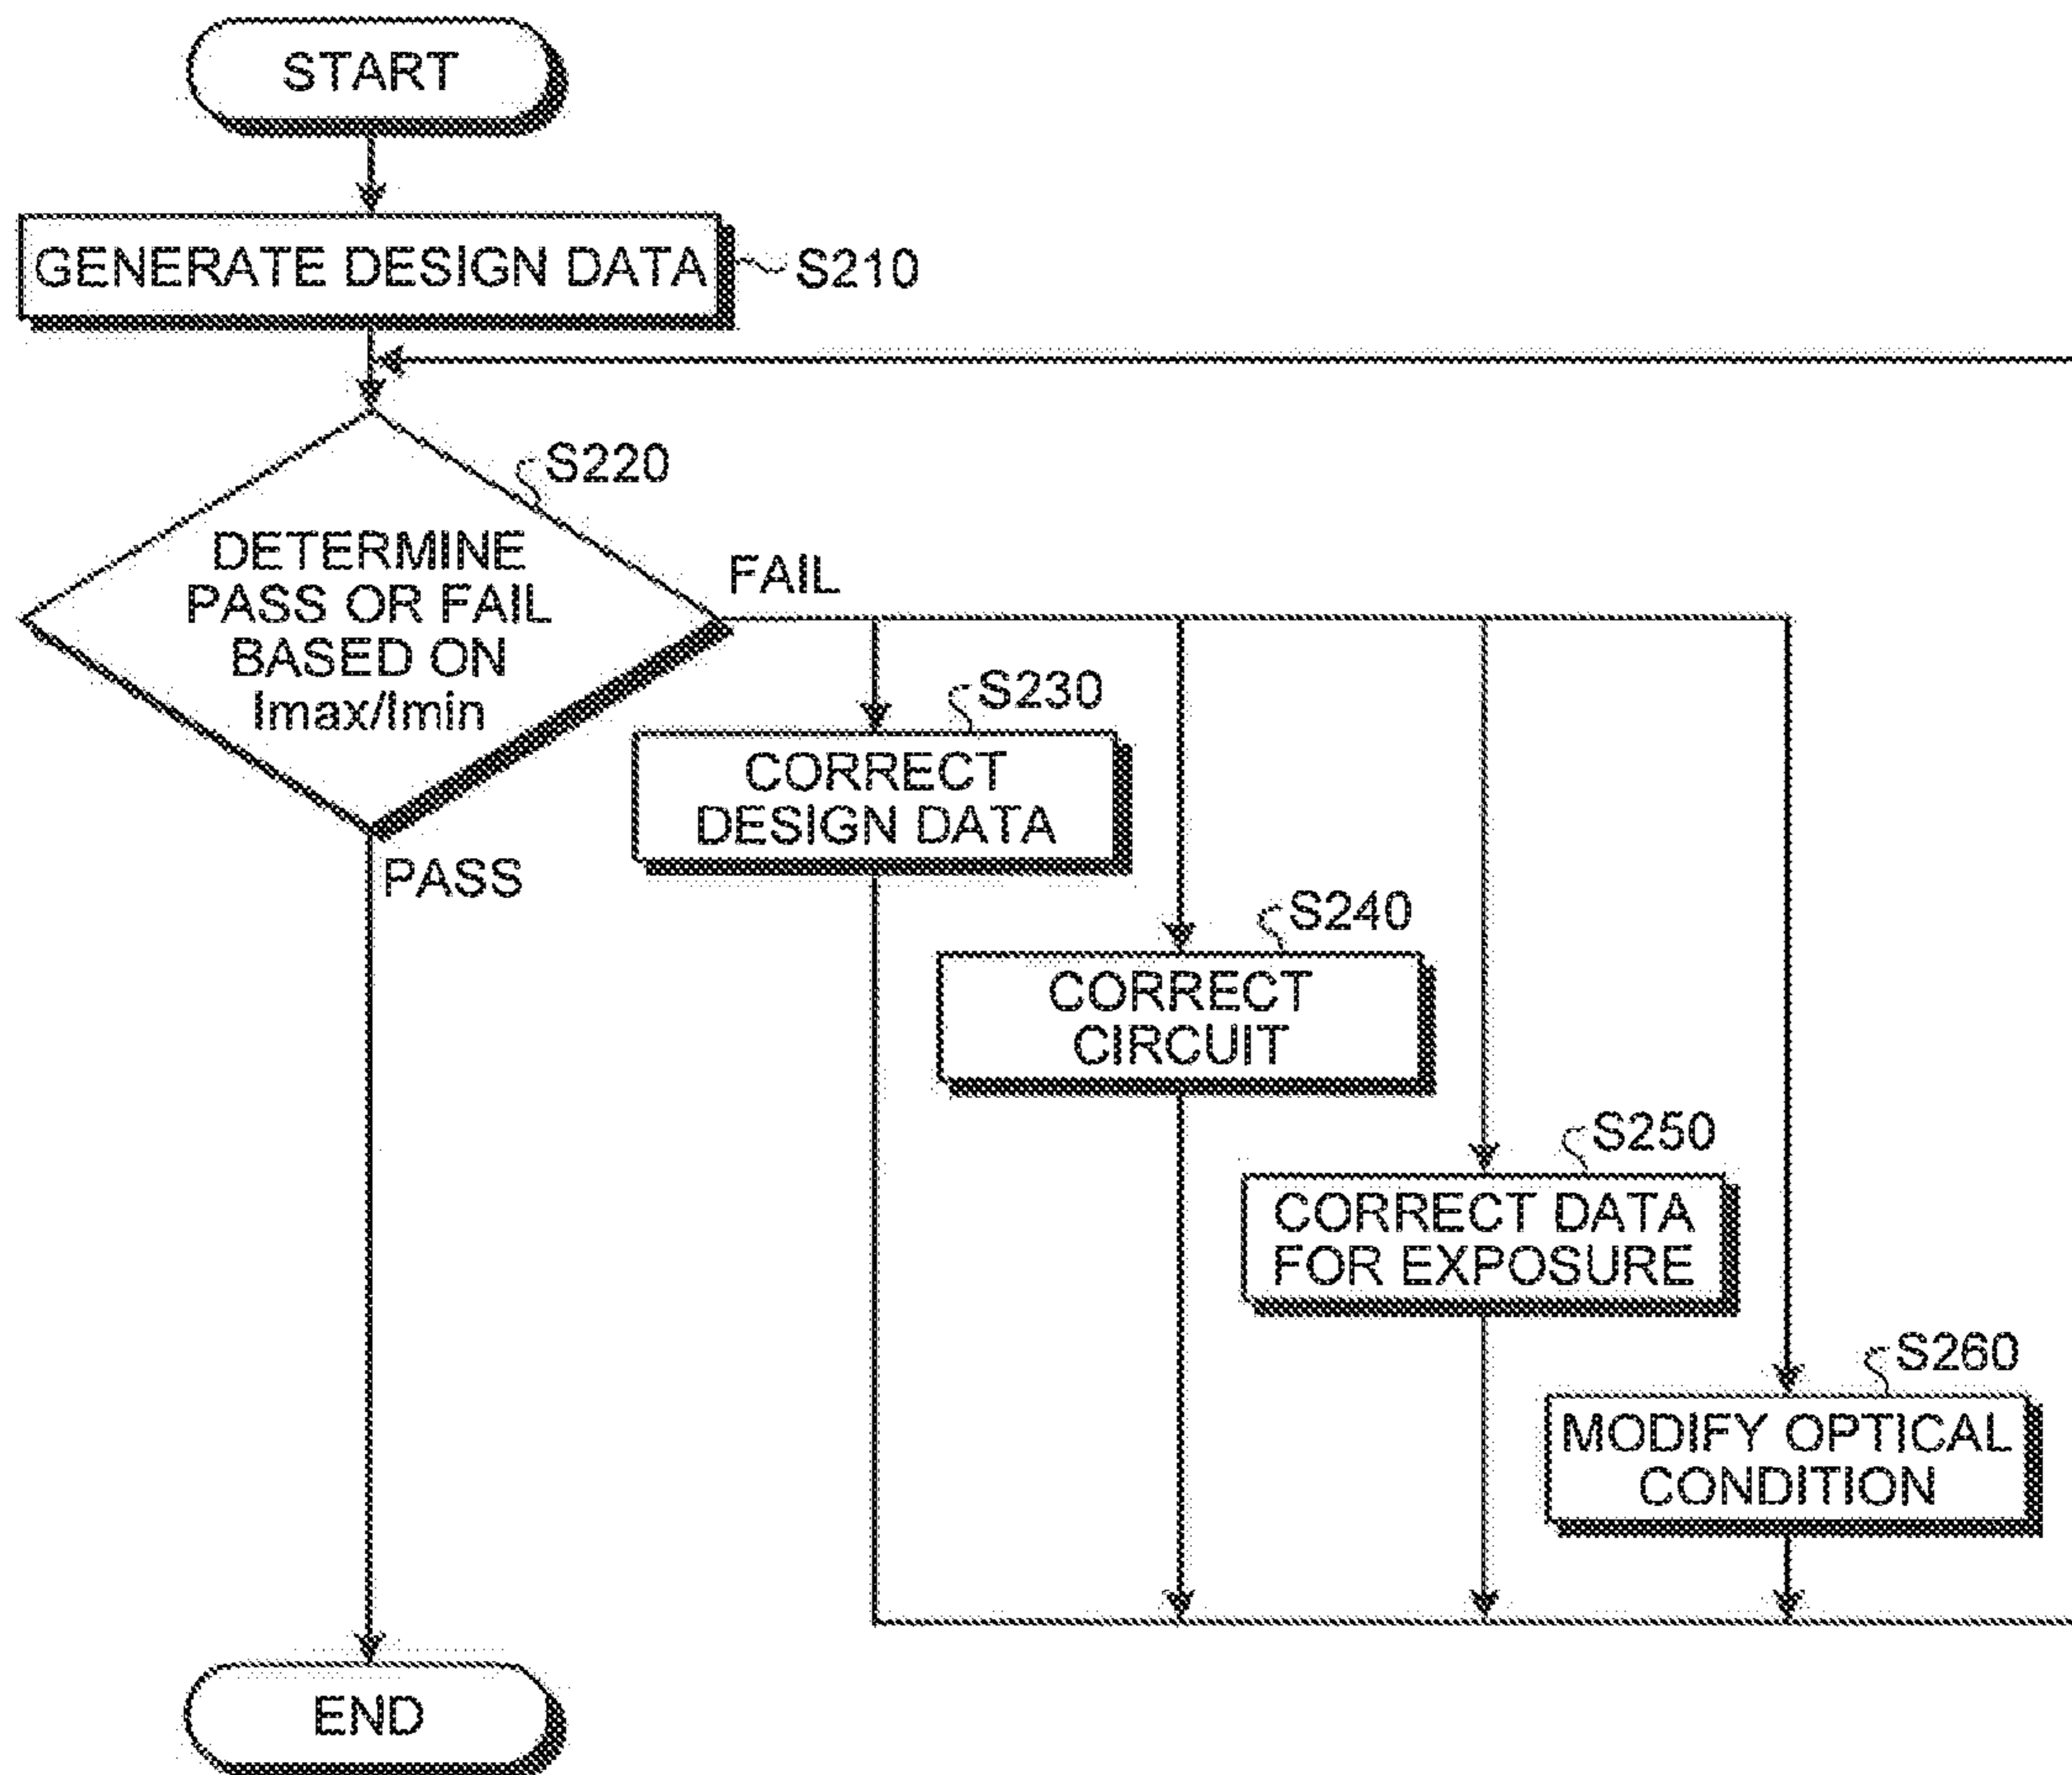 START
GENERATE DESIGN DATA
S210
S220
DETERMINE
PASS OR FAIL
BASED ON
Imax/Imin
FAIL
PASS
S230
CORRECT
DESIGN DATA
S240
CORRECT
CIRCUIT
S250
CORRECT DATA
FOR EXPOSURE
S260
MODIFY OPTICAL
CONDITION
END